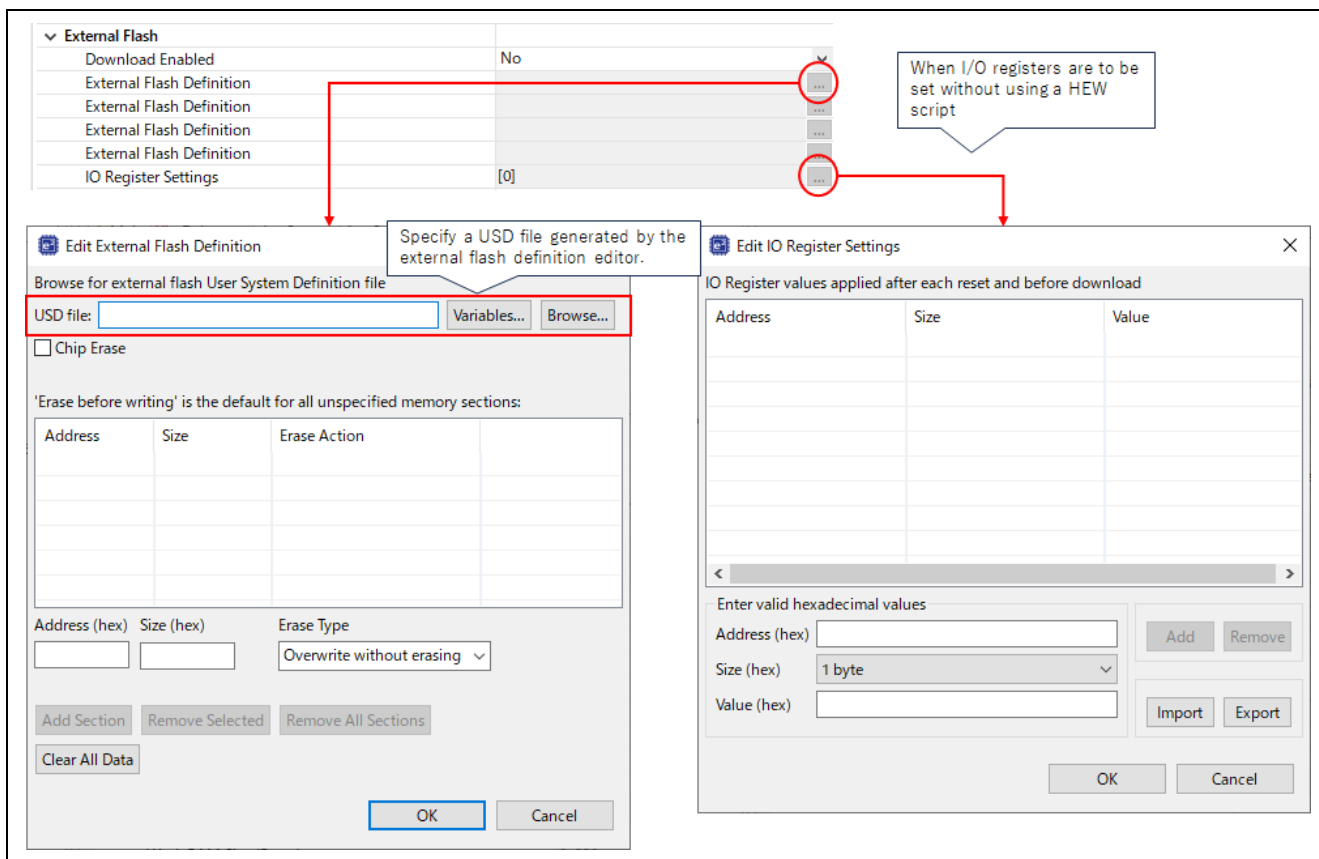 External Flash
Download Enabled No
External Flash Definition ...
External Flash Definition ...
External Flash Definition ...
External Flash Definition ...
IO Register Settings [0] ...
When I/O registers are to be
set without using a HEW
script
Edit External Flash Definition
Specify a USD file generated by the
external flash definition editor.
Browse for external flash User System Definition file
USD file: Variables... Browse...
Chip Erase
'Erase before writing' is the default for all unspecified memory sections:
Address Size Erase Action
Address (hex) Size (hex) Erase Type
Overwrite without erasing
Add Section Remove Selected Remove All Sections
Clear All Data
OK Cancel
Edit IO Register Settings
IO Register values applied after each reset and before download
Address Size Value
Enter valid hexadecimal values
Address (hex)
Size (hex) 1 byte
Value (hex)
Add Remove
Import Export
OK Cancel